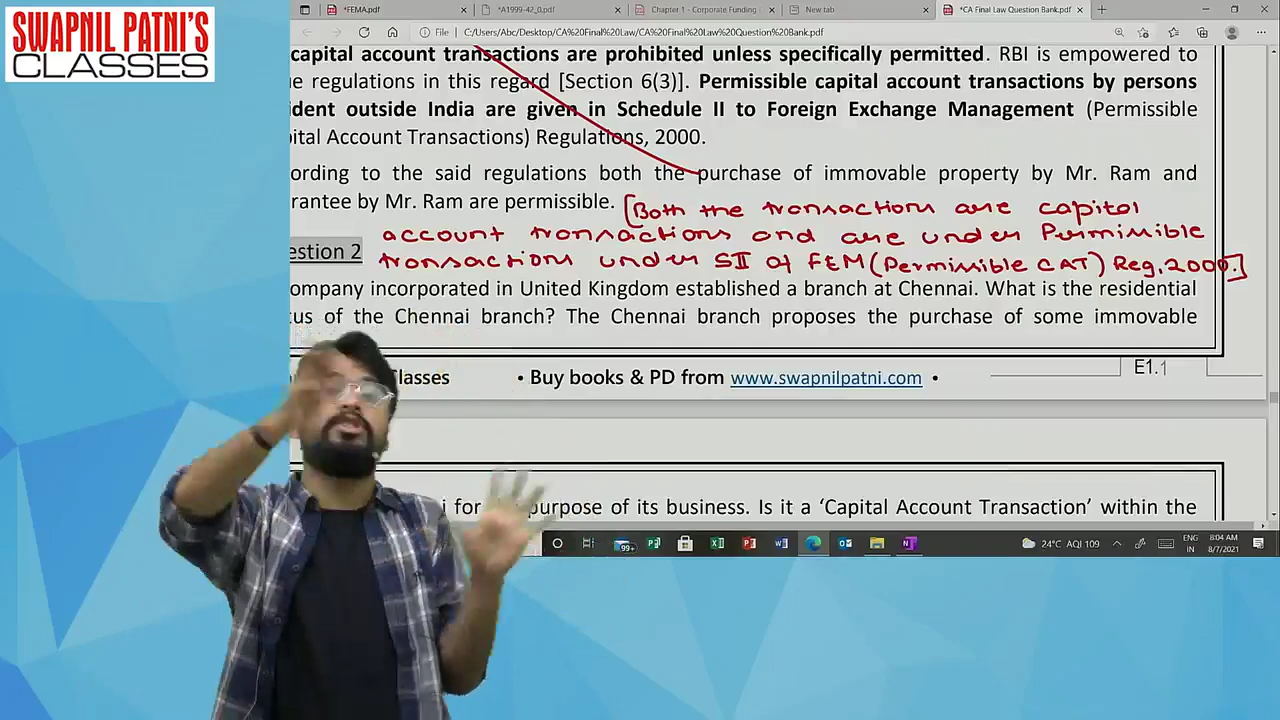 SWAPNIL PATNI'S
CLASSES
*FEMA.pdf
*A1999-42_0.pdf
Chapter 1 - Corporate Funding
New tab
*CA Final Law Question Bank.pdf
File
C:/Users/Abc/Desktop/CA%20Final%20Law/CA%20Final%20Law%20Question%20Bank.pdf
capital account transactions are prohibited unless specifically permitted. RBI is empowered to
ue regulations in this regard [Section 6(3)]. Permissible capital account transactions by persons
ident outside India are given in Schedule II to Foreign Exchange Management (Permissible
ital Account Transactions) Regulations, 2000.
ording to the said regulations both the purchase of immovable property by Mr. Ram and
rantee by Mr. Ram are permissible. [Both the transactions are capital
account transactions and are under Permissible
estion 2 transactions under SII of FEM (Permissible CAT) Reg, 2000.]
ompany incorporated in United Kingdom established a branch at Chennai. What is the residential
us of the Chennai branch? The Chennai branch proposes the purchase of some immovable
Classes
• Buy books & PD from www.swapnilpatni.com •
E1.1
i for purpose of its business. Is it a 'Capital Account Transaction' within the
99+
24°C AQI 109
ENG
IN
8:04 AM
8/7/2021